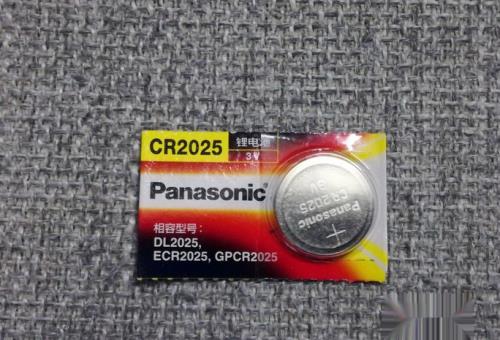 CR2025
锂电池
3V
Panasonic
相容型号:
DL2025,
ECR2025, GPCR2025
Panasonic
CR2025
3V
+